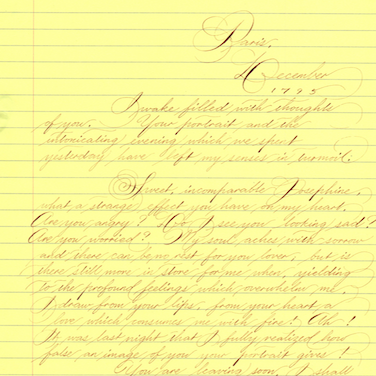 Paris,
December
1795
I wake filled with thoughts
of you. Your portrait and the
intoxicating evening which we spent
yesterday have left my senses in turmoil.
Sweet, incomparable Josephine,
what a strange effect you have on my heart.
Are you angry? Do I see you looking sad?
Are you worried? My soul aches with sorrow
and there can be no rest for you lover, but is
there still more in store for me when, yielding
to the profound feelings which overwhelm me,
I draw from your lips, from your heart a
love which consumes me with fire? Ah!
It was last night that I fully realized how
false an image of you your portrait gives!
You are leaving soon, I shall